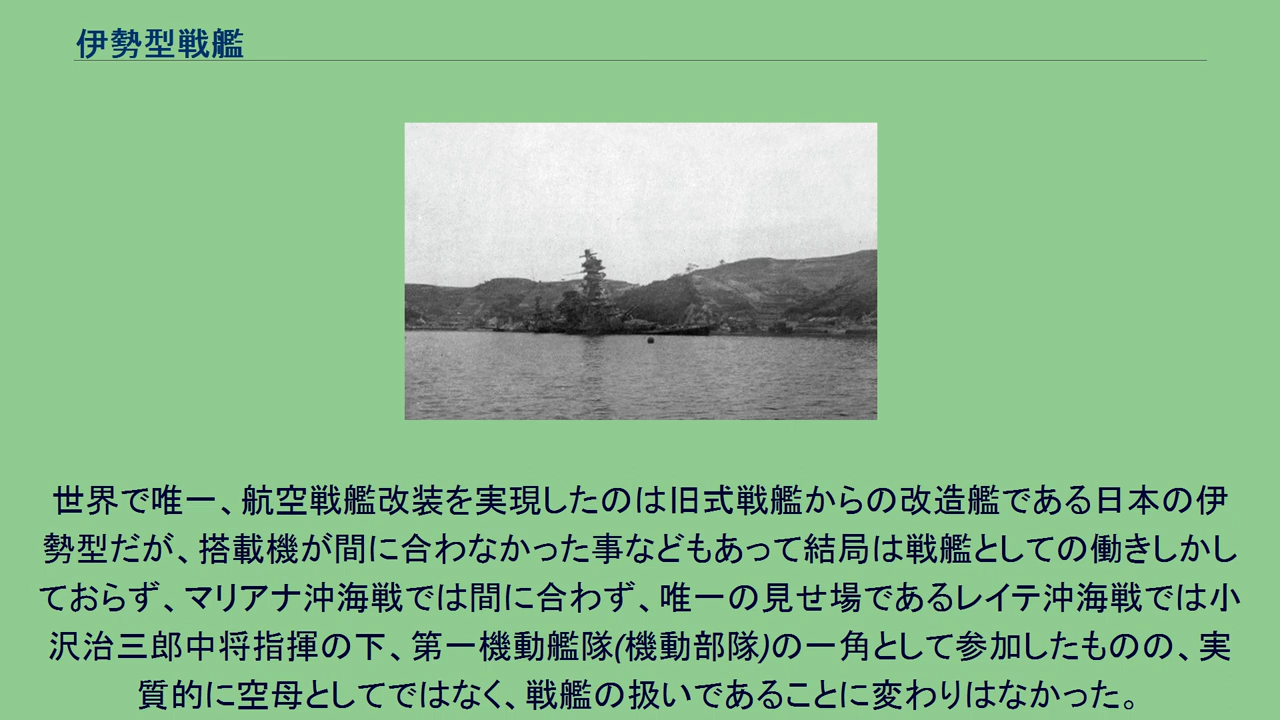 伊勢型戦艦
世界で唯一、航空戦艦改装を実現したのは旧式戦艦からの改造艦である日本の伊
勢型だが、搭載機が間に合わなかった事などもあって結局は戦艦としての働きしかし
ておらず、マリアナ沖海戦では間に合わず、唯一の見せ場であるレイテ沖海戦では小
沢治三郎中将指揮の下、第一機動艦隊(機動部隊)の一角として参加したものの、実
質的に空母としてではなく、戦艦の扱いであることに変わりはなかった。